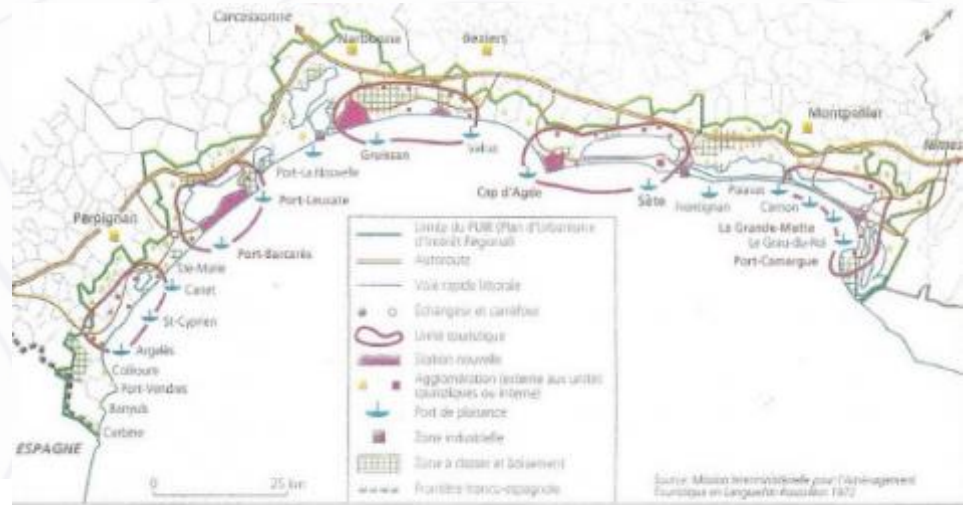 Carcassonne
Narbonne
Béziers
Montpellier
Nîmes
Perpignan
Port-La Nouvelle
Gruissan
Valras
Port-Leucate
Port-Barcarès
Cap d'Agde
Sète
Frontignan
Palavas
Carnon
La Grande-Motte
Le Grau-du-Roi
Port-Camargue
Ste-Marie
Canet
St-Cyprien
Argelès
Collioure
Port-Vendres
Banyuls
Cerbère
ESPAGNE
0 25 km
Limite du PUIR (Plan d'Urbanisme
d'Intérêt Régional)
Autoroute
Voie rapide littorale
Échangeur et carrefour
Unité touristique
Station nouvelle
Agglomération (externe aux unités
touristiques ou interne)
Port de plaisance
Zone industrielle
Zone à classer et boisement
Frontière franco-espagnole
Source: Mission Interministérielle pour l'Aménagement
Touristique en Languedoc-Roussillon 1972